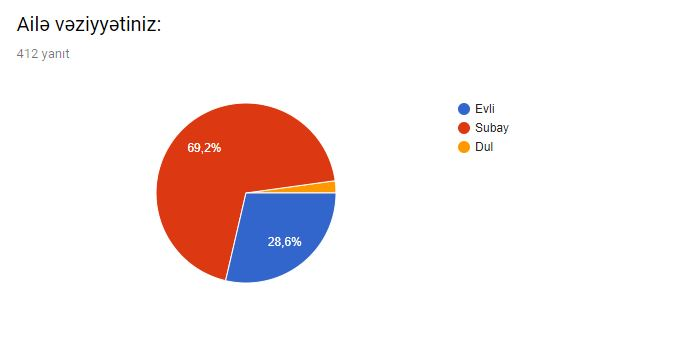 Ailə vəziyyətiniz:
412 yanıt
Evli
Subay
Dul
69,2%
28,6%